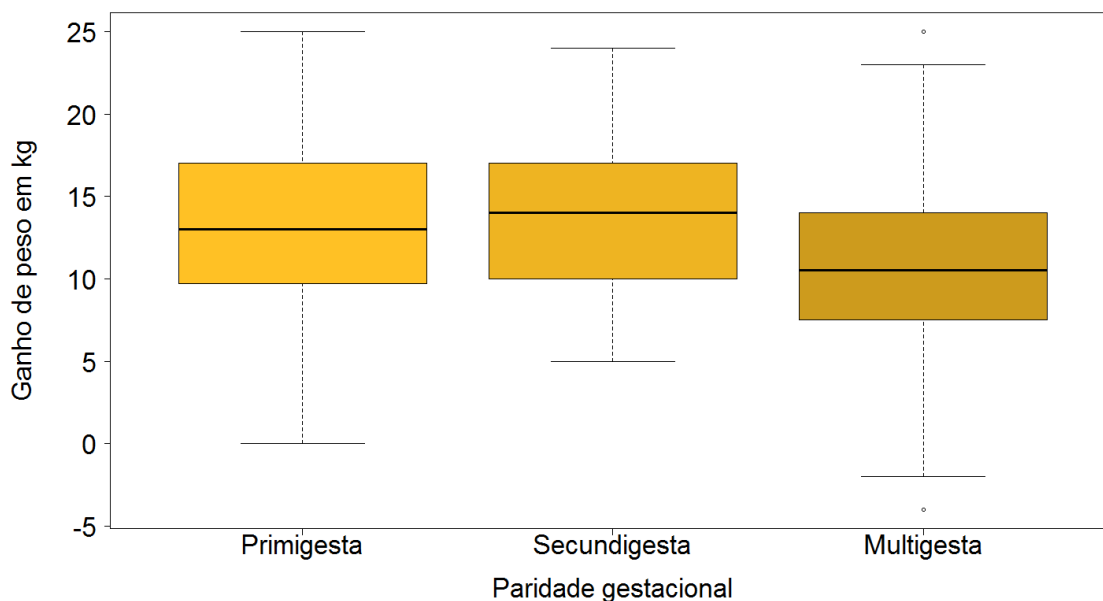 Ganho de peso em kg
25
20
15
10
5
0
-5
Primigesta Secundigesta Multigesta
Paridade gestacional